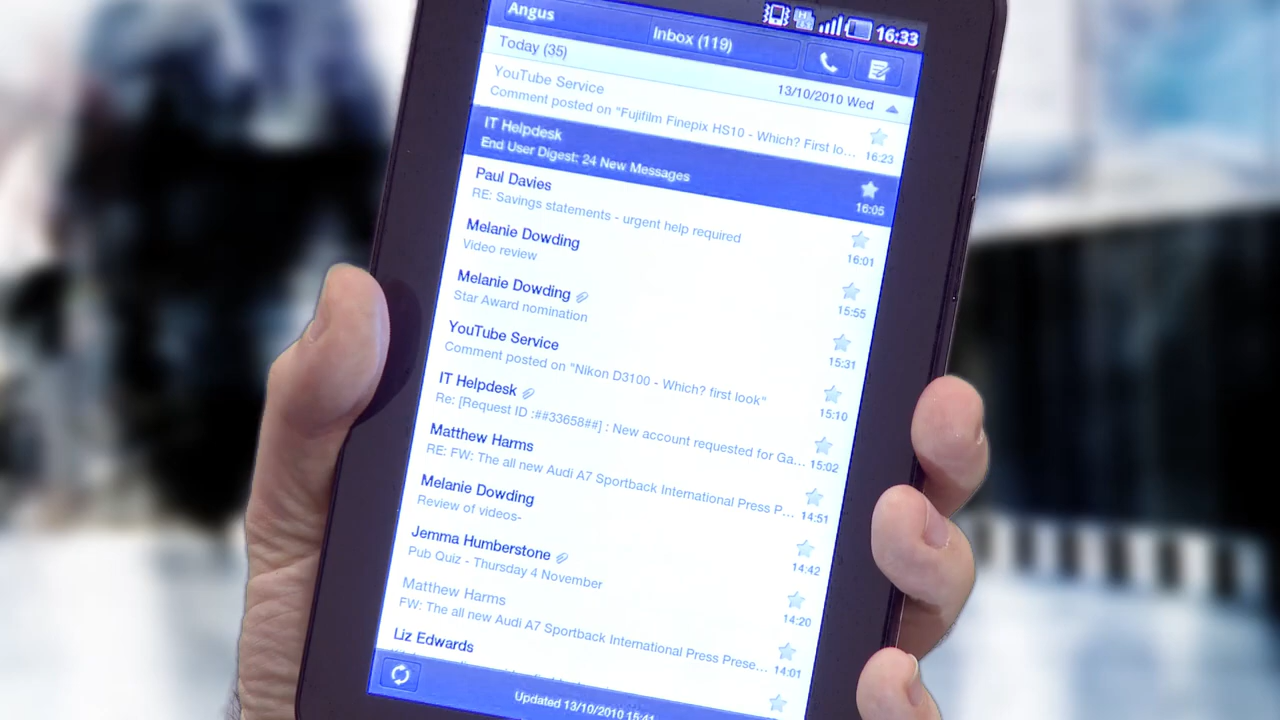 Angus
16:33
Inbox (119)
Today (35)
13/10/2010 Wed
YouTube Service
Comment posted on "Fujifilm Finepix HS10 - Which? First lo...
16:23
IT Helpdesk
End User Digest: 24 New Messages
16:05
Paul Davies
RE: Savings statements - urgent help required
16:01
Melanie Dowding
Video review
15:55
Melanie Dowding
Star Award nomination
15:31
YouTube Service
Comment posted on "Nikon D3100 - Which? first look"
15:10
IT Helpdesk
Re: [Request ID :##33658##] : New account requested for Ga...
15:02
Matthew Harms
RE: FW: The all new Audi A7 Sportback International Press P...
14:51
Melanie Dowding
Review of videos-
14:42
Jemma Humberstone
Pub Quiz - Thursday 4 November
14:20
Matthew Harms
FW: The all new Audi A7 Sportback International Press Prese...
14:01
Liz Edwards
Updated 13/10/2010 15:41